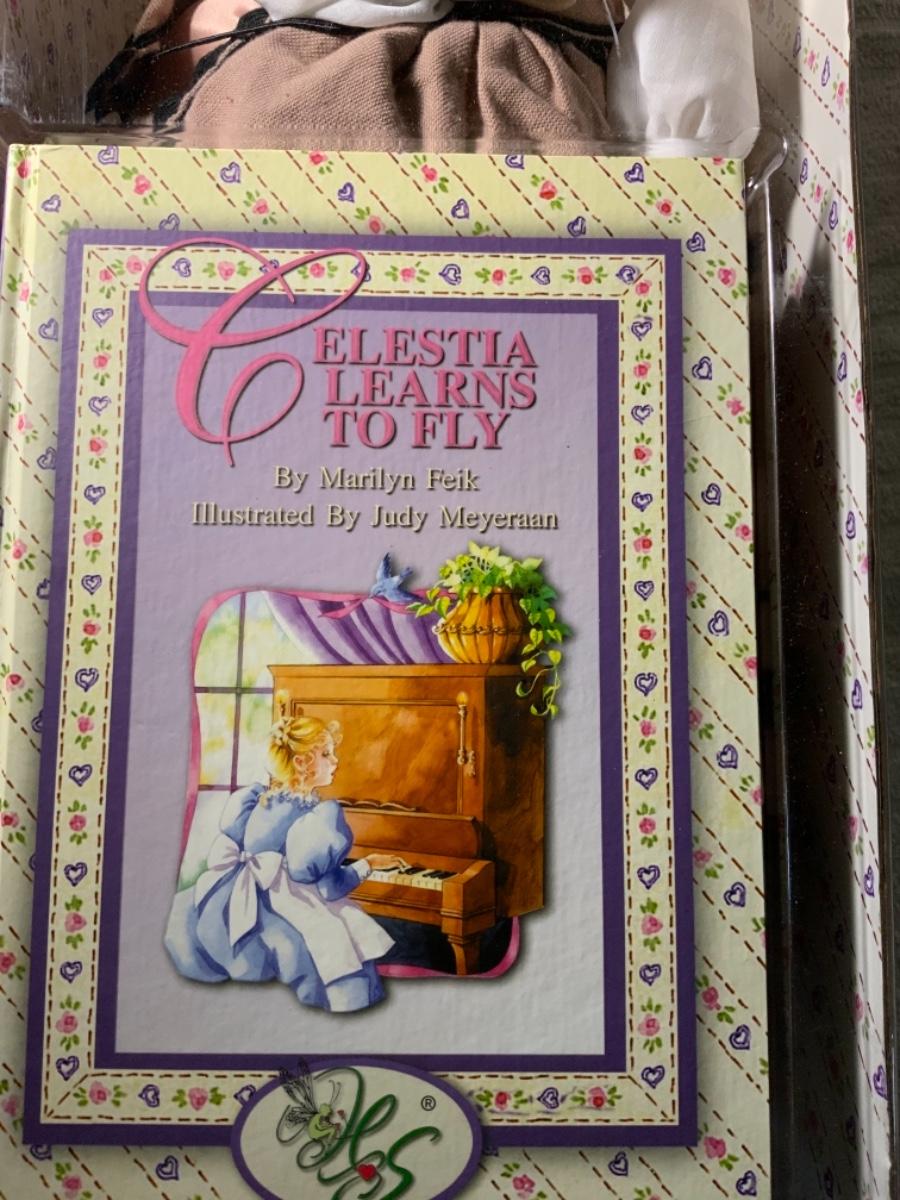 CELESTIA
LEARNS
TO FLY
By Marilyn Feik
Illustrated By Judy Meyeraan
H.S ®